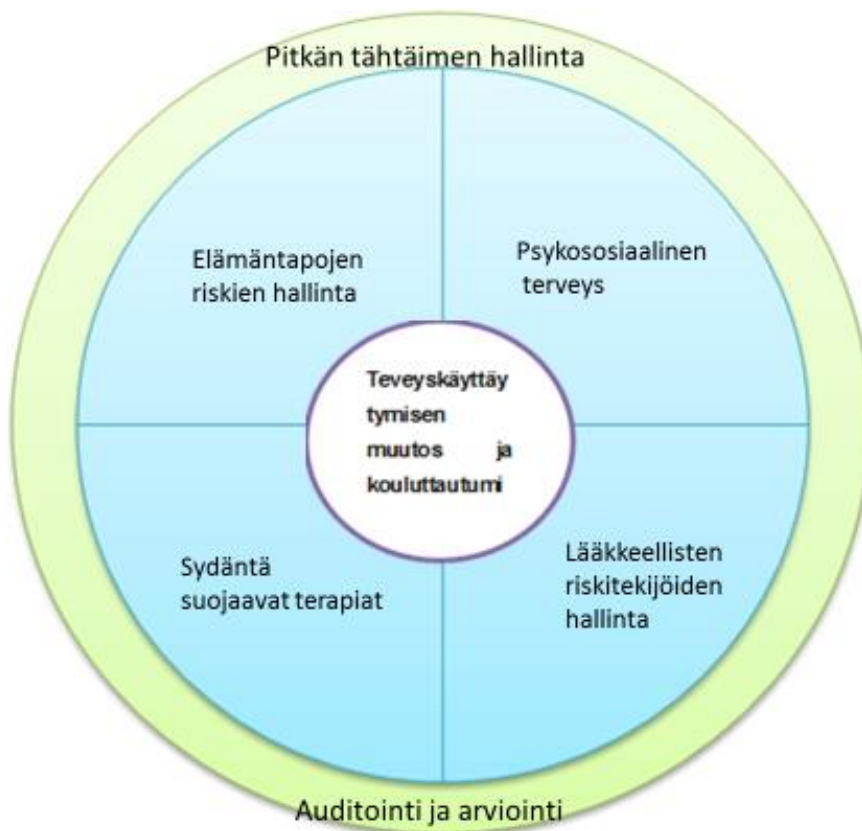 Pitkän tähtäimen hallinta
Elämäntapojen
riskien hallinta
Psykososiaalinen
terveys
Teveyskäyttäy
tymisen
muutos ja
kouluttautumi
Sydäntä
suojaavat terapiat
Lääkkeellisten
riskitekijöiden
hallinta
Auditointi ja arviointi